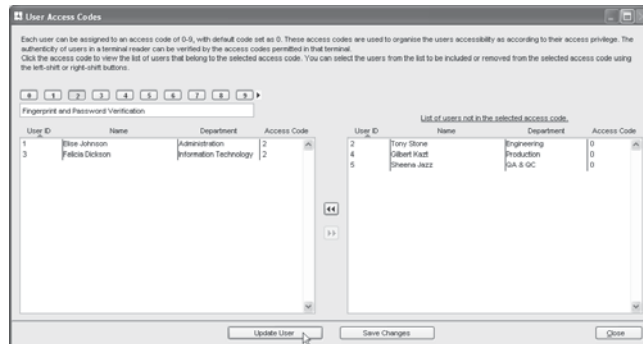 User Access Codes
Each user can be assigned to an access code of 0-9, with default code set as 0. These access codes are used to organise the users accessibility as according to their access privilege. The
authenticity of users in a terminal reader can be verified by the access codes permitted in that terminal.
Click the access code to view the list of users that belong to the selected access code. You can select the users from the list to be included or removed from the selected access code using
the left-shift or right-shift buttons.
0 1 2 3 4 5 6 7 8 9
Fingerprint and Password Verification
List of users not in the selected access code.
User ID Name Department Access Code
1 Elise Johnson Administration 2
3 Felicia Dickson Information Technology 2
User ID Name Department Access Code
2 Tony Stone Engineering 0
4 Gilbert Kazt Production 0
5 Sheena Jazz QA & QC 0
Update User Save Changes Close